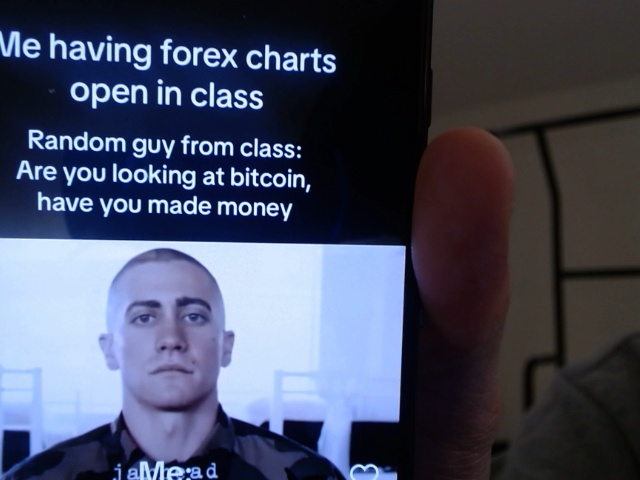 Me having forex charts
open in class
Random guy from class:
Are you looking at bitcoin,
have you made money
Me: